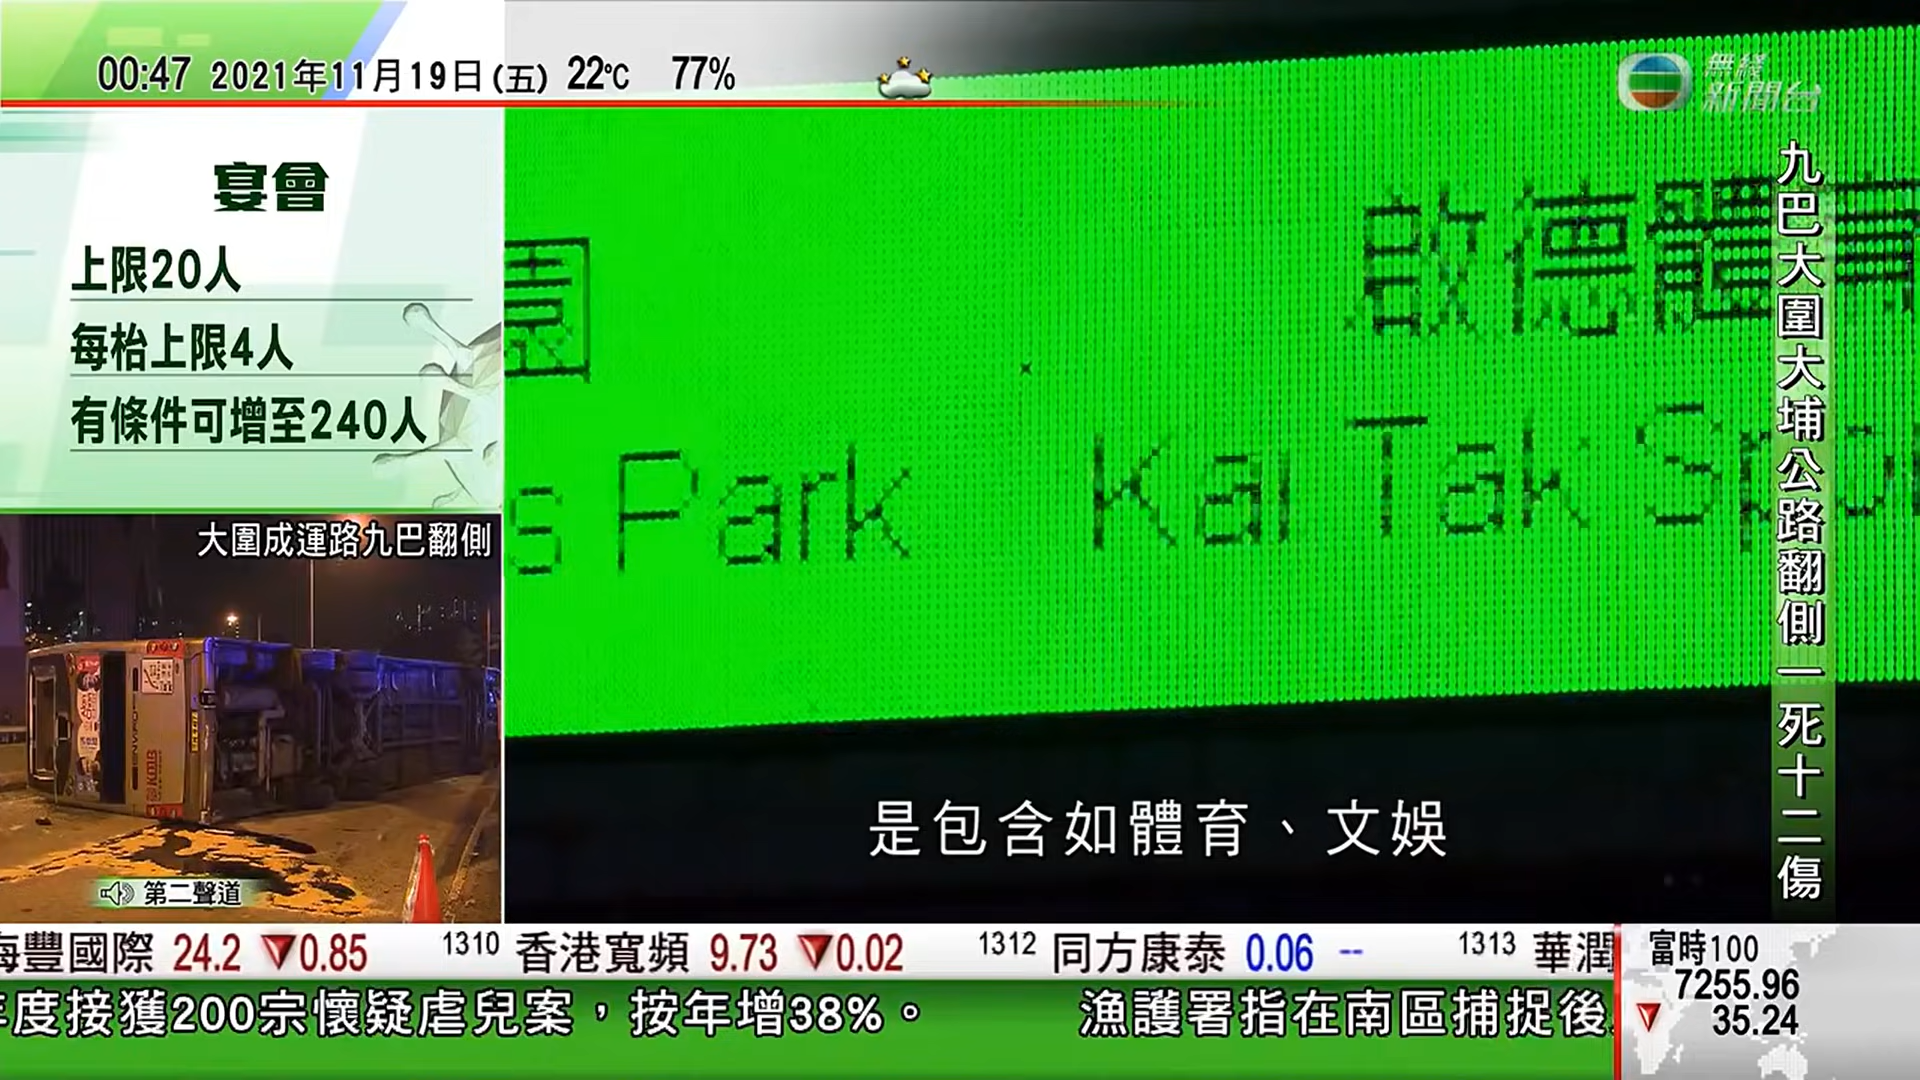 00:47 2021年11月19日(五) 22℃ 77%
無綫
新聞台
宴會
上限20人
每枱上限4人
有條件可增至240人
園
啟德體育
s Park Kai Tak Spor
九巴大圍大埔公路翻側一死十二傷
大圍成運路九巴翻側
KMB
第二聲道
是包含如體育、文娛
海豐國際 24.2 ▼0.85 1310 香港寬頻 9.73 ▼0.02 1312 同方康泰 0.06 -- 1313 華潤
年度接獲200宗懷疑虐兒案，按年增38%。 漁護署指在南區捕捉後
富時100
7255.96
▼ 35.24